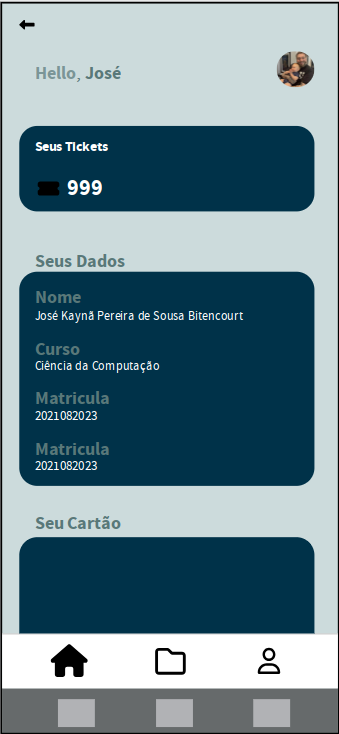 Hello, José
Seus Tickets
999
Seus Dados
Nome
José Kaynã Pereira de Sousa Bitencourt
Curso
Ciência da Computação
Matricula
2021082023
Matricula
2021082023
Seu Cartão